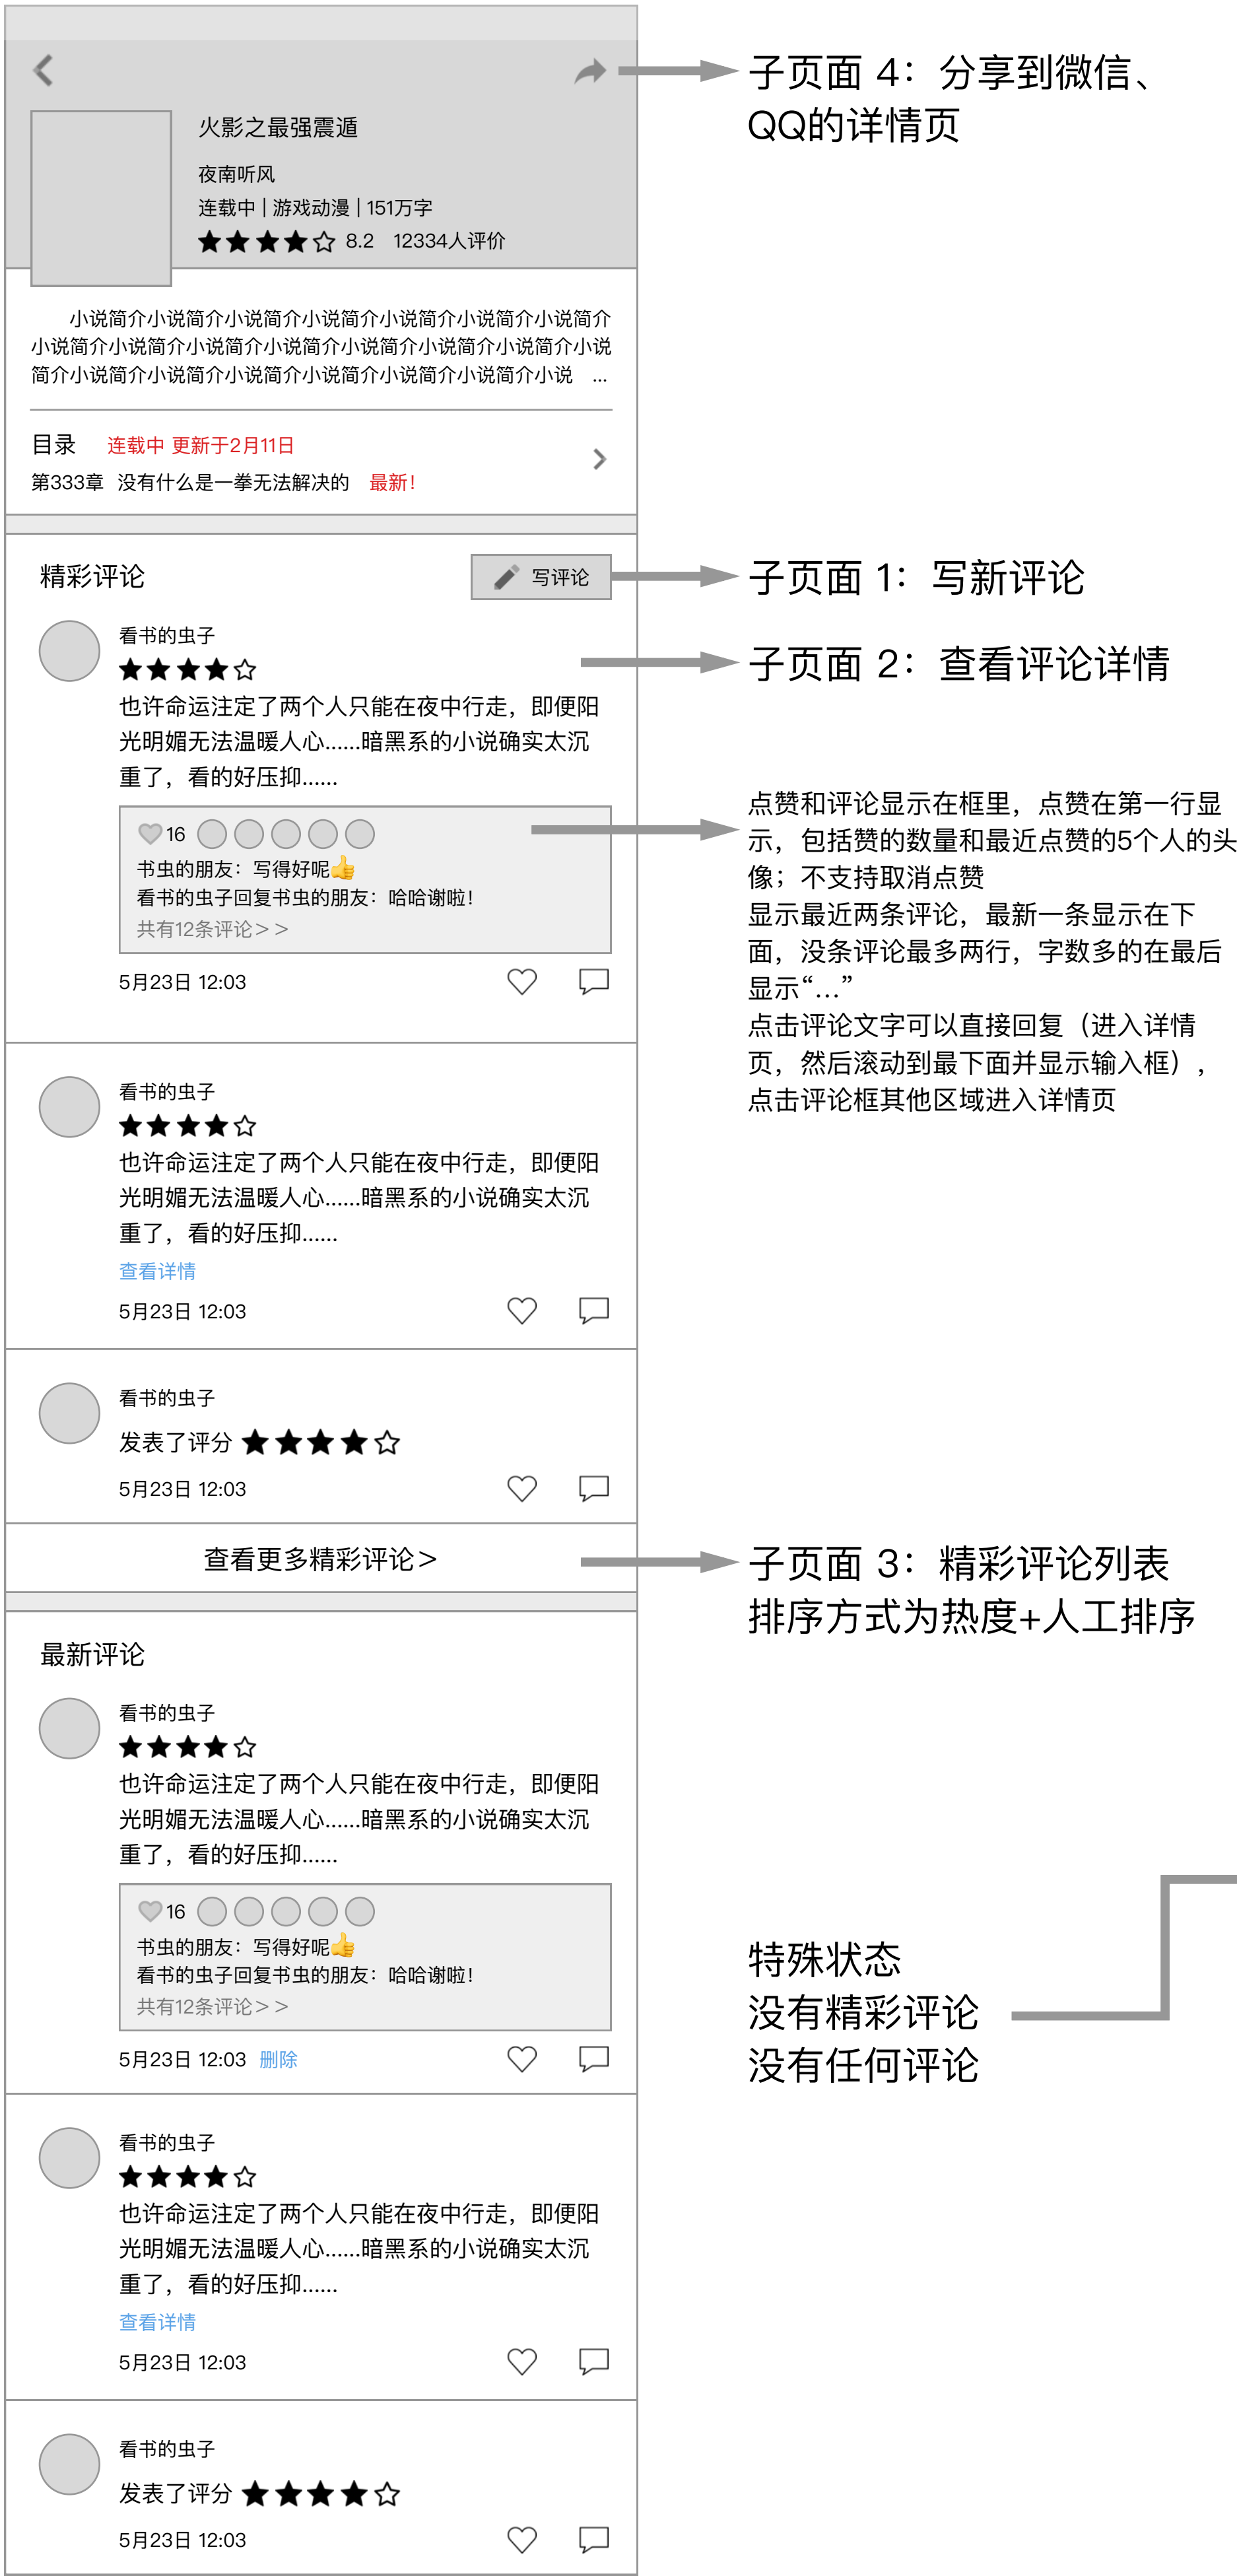 子页面 4：分享到微信、
QQ的详情页
火影之最强震遁
夜南听风
连载中 | 游戏动漫 | 151万字
8.2 12334人评价
小说简介小说简介小说简介小说简介小说简介小说简介小说简介
小说简介小说简介小说简介小说简介小说简介小说简介小说简介小说
简介小说简介小说简介小说简介小说简介小说简介小说简介小说 ...
目录 连载中 更新于2月11日
第333章 没有什么是一拳无法解决的 最新！
精彩评论
写评论
子页面 1：写新评论
看书的虫子
子页面 2：查看评论详情
也许命运注定了两个人只能在夜中行走，即便阳
光明媚无法温暖人心......暗黑系的小说确实太沉
重了，看的好压抑......
16
书虫的朋友：写得好呢👍
看书的虫子回复书虫的朋友：哈哈谢啦！
共有12条评论＞＞
5月23日 12:03
点赞和评论显示在框里，点赞在第一行显
示，包括赞的数量和最近点赞的5个人的头
像；不支持取消点赞
显示最近两条评论，最新一条显示在下
面，没条评论最多两行，字数多的在最后
显示“...”
点击评论文字可以直接回复（进入详情
页，然后滚动到最下面并显示输入框），
点击评论框其他区域进入详情页
看书的虫子
也许命运注定了两个人只能在夜中行走，即便阳
光明媚无法温暖人心......暗黑系的小说确实太沉
重了，看的好压抑......
查看详情
5月23日 12:03
看书的虫子
发表了评分
5月23日 12:03
查看更多精彩评论＞
子页面 3：精彩评论列表
排序方式为热度+人工排序
最新评论
看书的虫子
也许命运注定了两个人只能在夜中行走，即便阳
光明媚无法温暖人心......暗黑系的小说确实太沉
重了，看的好压抑......
16
书虫的朋友：写得好呢👍
看书的虫子回复书虫的朋友：哈哈谢啦！
共有12条评论＞＞
5月23日 12:03 删除
特殊状态
没有精彩评论
没有任何评论
看书的虫子
也许命运注定了两个人只能在夜中行走，即便阳
光明媚无法温暖人心......暗黑系的小说确实太沉
重了，看的好压抑......
查看详情
5月23日 12:03
看书的虫子
发表了评分
5月23日 12:03